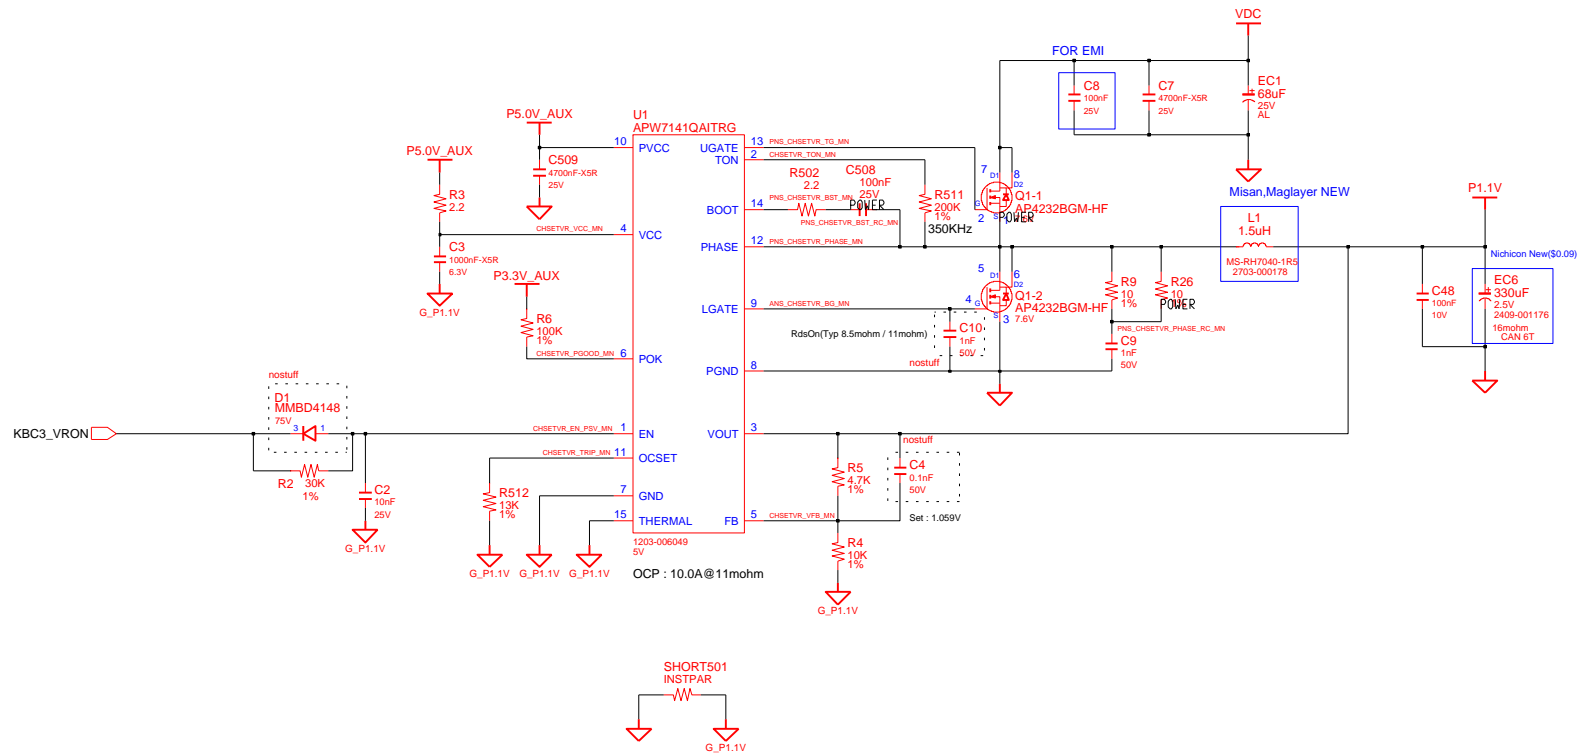 VDC
FOR EMI
C8
100nF
25V
C7
4700nF-X5R
25V
EC1
68uF
25V
AL
P5.0V_AUX
U1
APW7141QAITRG
10 PVCC
UGATE 13 PNS_CHSETVR_TG_MN
TON 2 CHSETVR_TON_MN
P5.0V_AUX
C509
4700nF-X5R
25V
R502
2.2
C508
100nF
25V
POWER
R511
200K
1%
350KHz
7 D1
8
D2
Q1-1
AP4232BGM-HF
G
2
S
POWER
R3
2.2
BOOT 14 PNS_CHSETVR_BST_MN
PNS_CHSETVR_BST_RC_MN
Misan,Maglayer NEW
L1
1.5uH
MS-RH7040-1R5
2703-000178
P1.1V
CHSETVR_VCC_MN 4 VCC
PHASE 12 PNS_CHSETVR_PHASE_MN
C3
1000nF-X5R
6.3V
G_P1.1V
P3.3V_AUX
Nichicon New($0.09)
5 D1
6
D2
Q1-2
AP4232BGM-HF
7.6V
4 G
S
3
R9
10
1%
R26
10
POWER
C48
100nF
10V
EC6
330uF
2.5V
2409-001176
16mohm
CAN 6T
LGATE 9 ANS_CHSETVR_BG_MN
R6
100K
1%
RdsOn(Typ 8.5mohm / 11mohm)
C10
1nF
50V
nostuff
PNS_CHSETVR_PHASE_RC_MN
C9
1nF
50V
CHSETVR_PGOOD_MN 6 POK
PGND 8
nostuff
D1
MMBD4148
75V
3 1
KBC3_VRON
CHSETVR_EN_PSV_MN 1 EN
VOUT 3
nostuff
R2 30K
1%
C2
10nF
25V
G_P1.1V
CHSETVR_TRIP_MN 11 OCSET
R5
4.7K
1%
C4
0.1nF
50V
R512
13K
1%
7 GND
15 THERMAL
FB 5 CHSETVR_VFB_MN
Set : 1.059V
1203-006049
5V
R4
10K
1%
G_P1.1V
G_P1.1V
G_P1.1V
OCP : 10.0A@11mohm
G_P1.1V
SHORT501
INSTPAR
G_P1.1V